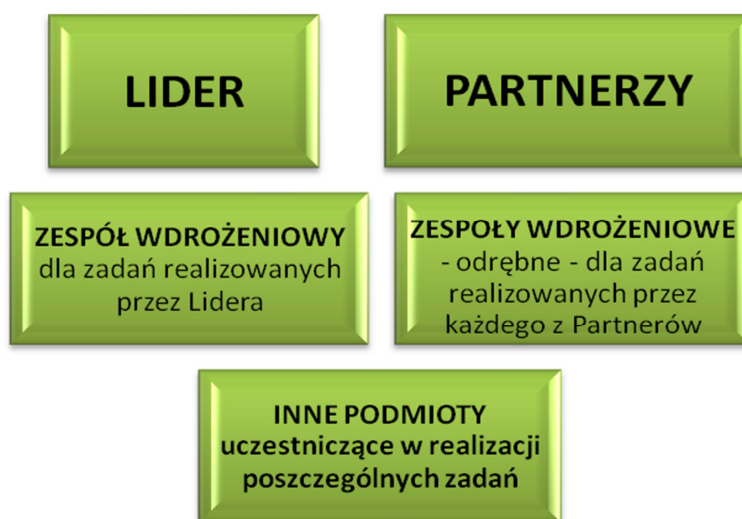 LIDER
PARTNERZY
ZESPÓŁ WDROŻENIOWY
dla zadań realizowanych
przez Lidera
ZESPOŁY WDROŻENIOWE
- odrębne - dla zadań
realizowanych przez
każdego z Partnerów
INNE PODMIOTY
uczestniczące w realizacji
poszczególnych zadań